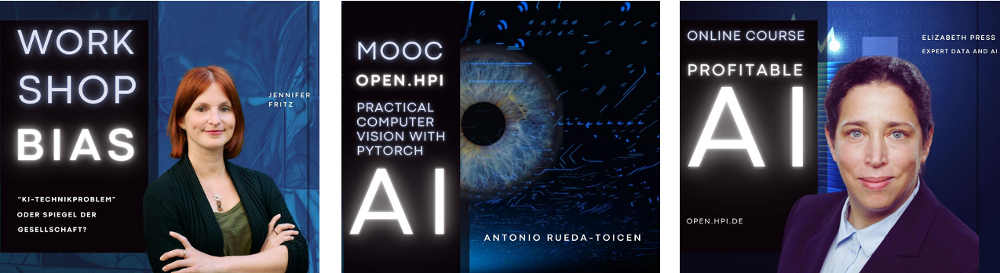 WORK
SHOP
BIAS
"KI-TECHNIKPROBLEM"
ODER SPIEGEL DER
GESELLSCHAFT?
JENNIFER
FRITZ
MOOC
OPEN.HPI
PRACTICAL
COMPUTER
VISION WITH
PYTORCH
AI
ANTONIO RUEDA-TOICEN
ONLINE COURSE
PROFITABLE
AI
OPEN.HPI.DE
ELIZABETH PRESS
EXPERT DATA AND AI